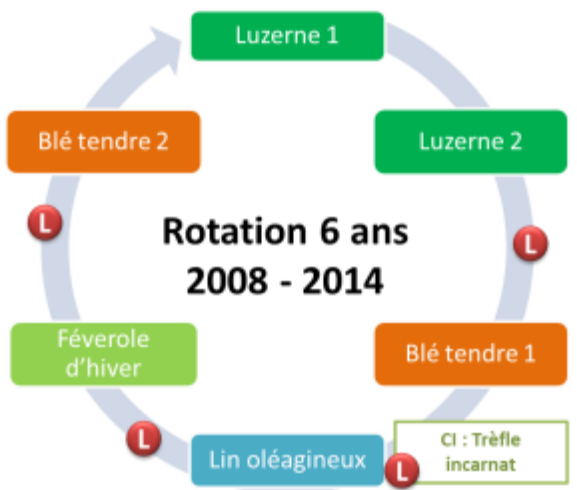 Luzerne 1
Blé tendre 2
Luzerne 2
L
L
Rotation 6 ans
2008 - 2014
Féverole
d'hiver
Blé tendre 1
L
Lin oléagineux
L
CI : Trèfle
incarnat